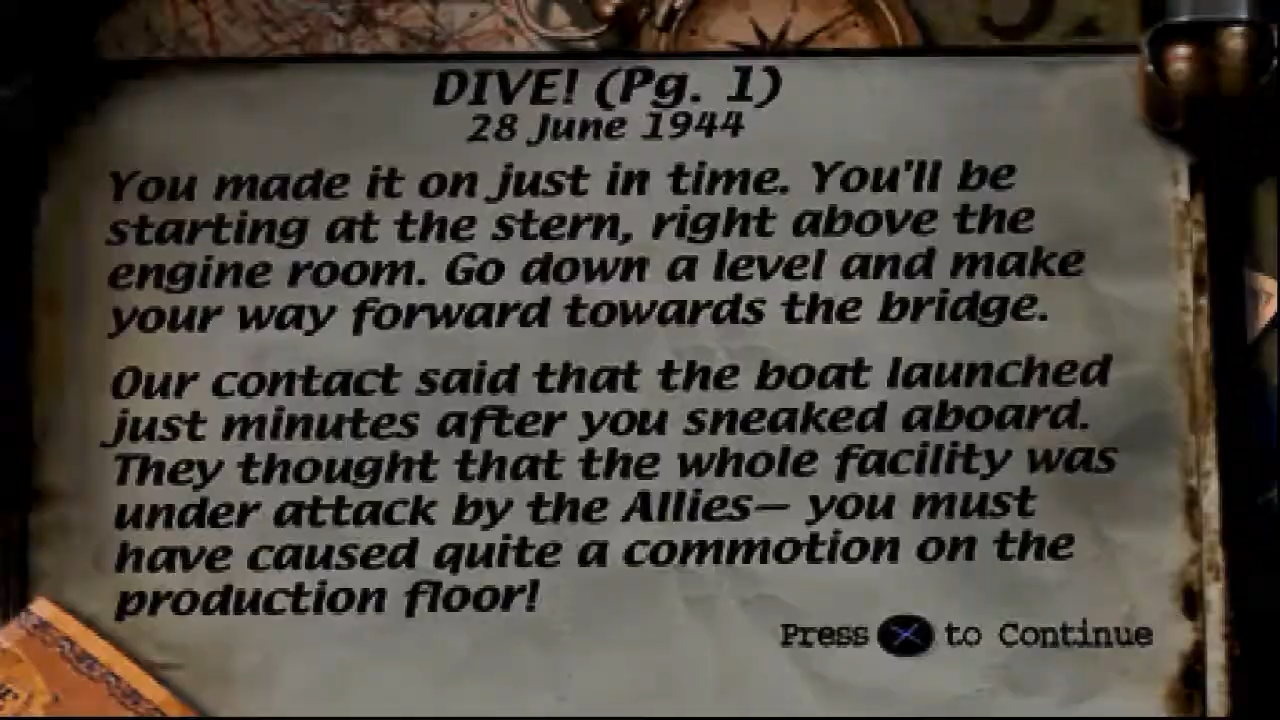 DIVE! (Pg. 1)
28 June 1944
You made it on just in time. You'll be
starting at the stern, right above the
engine room. Go down a level and make
your way forward towards the bridge.
Our contact said that the boat launched
just minutes after you sneaked aboard.
They thought that the whole facility was
under attack by the Allies— you must
have caused quite a commotion on the
production floor!
Press X to Continue